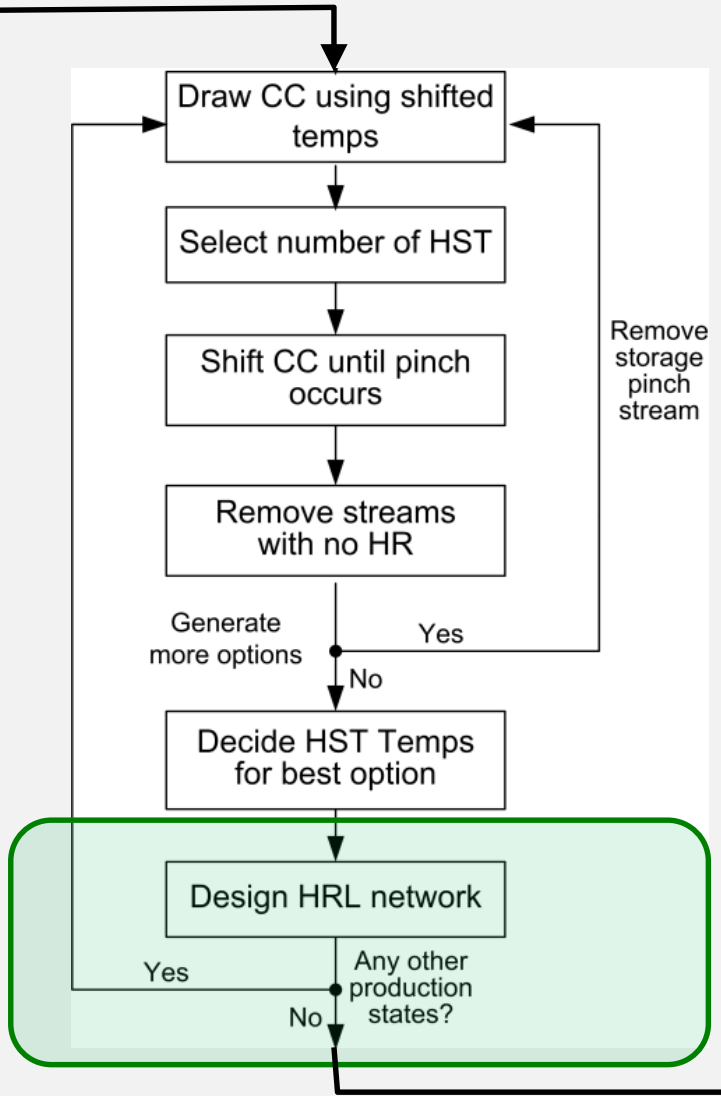 Draw CC using shifted
temps
Select number of HST
Shift CC until pinch
occurs
Remove
storage
pinch
stream
Remove streams
with no HR
Generate
more options
Yes
No
Decide HST Temps
for best option
Design HRL network
Yes
Any other
production
states?
No